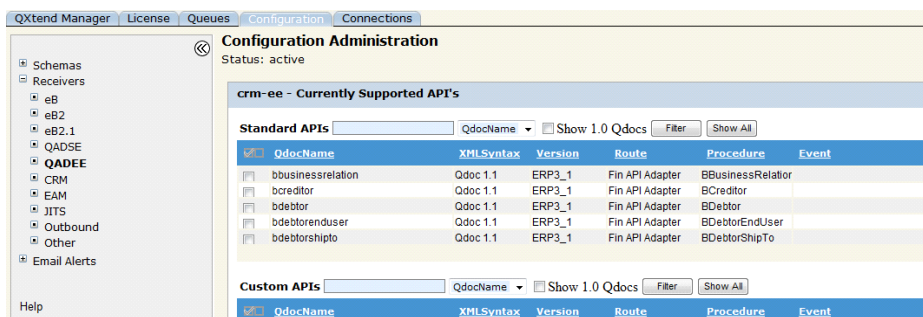 QXtend Manager License Queues Configuration Connections
Configuration Administration
Status: active
Schemas
Receivers
eB
eB2
eB2.1
QADSE
QADEE
CRM
EAM
JITS
Outbound
Other
Email Alerts
Help
crm-ee - Currently Supported API's
Standard APIs QdocName Show 1.0 Qdocs Filter Show All
QdocName XMLSyntax Version Route Procedure Event
bbusinessrelation Qdoc 1.1 ERP3_1 Fin API Adapter BBusinessRelation
bcreditor Qdoc 1.1 ERP3_1 Fin API Adapter BCreditor
bdebtor Qdoc 1.1 ERP3_1 Fin API Adapter BDebtor
bdebtorenduser Qdoc 1.1 ERP3_1 Fin API Adapter BDebtorEndUser
bdebtorshipto Qdoc 1.1 ERP3_1 Fin API Adapter BDebtorShipTo
Custom APIs QdocName Show 1.0 Qdocs Filter Show All
QdocName XMLSyntax Version Route Procedure Event